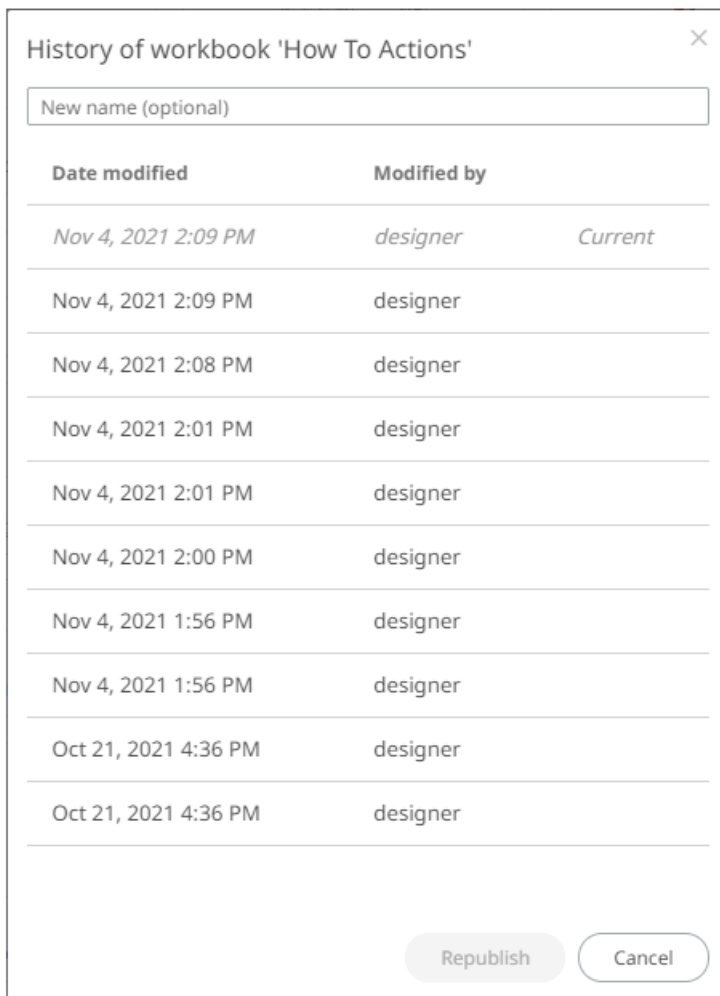 History of workbook 'How To Actions'
New name (optional)
Date modified Modified by
Nov 4, 2021 2:09 PM designer Current
Nov 4, 2021 2:09 PM designer
Nov 4, 2021 2:08 PM designer
Nov 4, 2021 2:01 PM designer
Nov 4, 2021 2:01 PM designer
Nov 4, 2021 2:00 PM designer
Nov 4, 2021 1:56 PM designer
Nov 4, 2021 1:56 PM designer
Oct 21, 2021 4:36 PM designer
Oct 21, 2021 4:36 PM designer
Republish Cancel